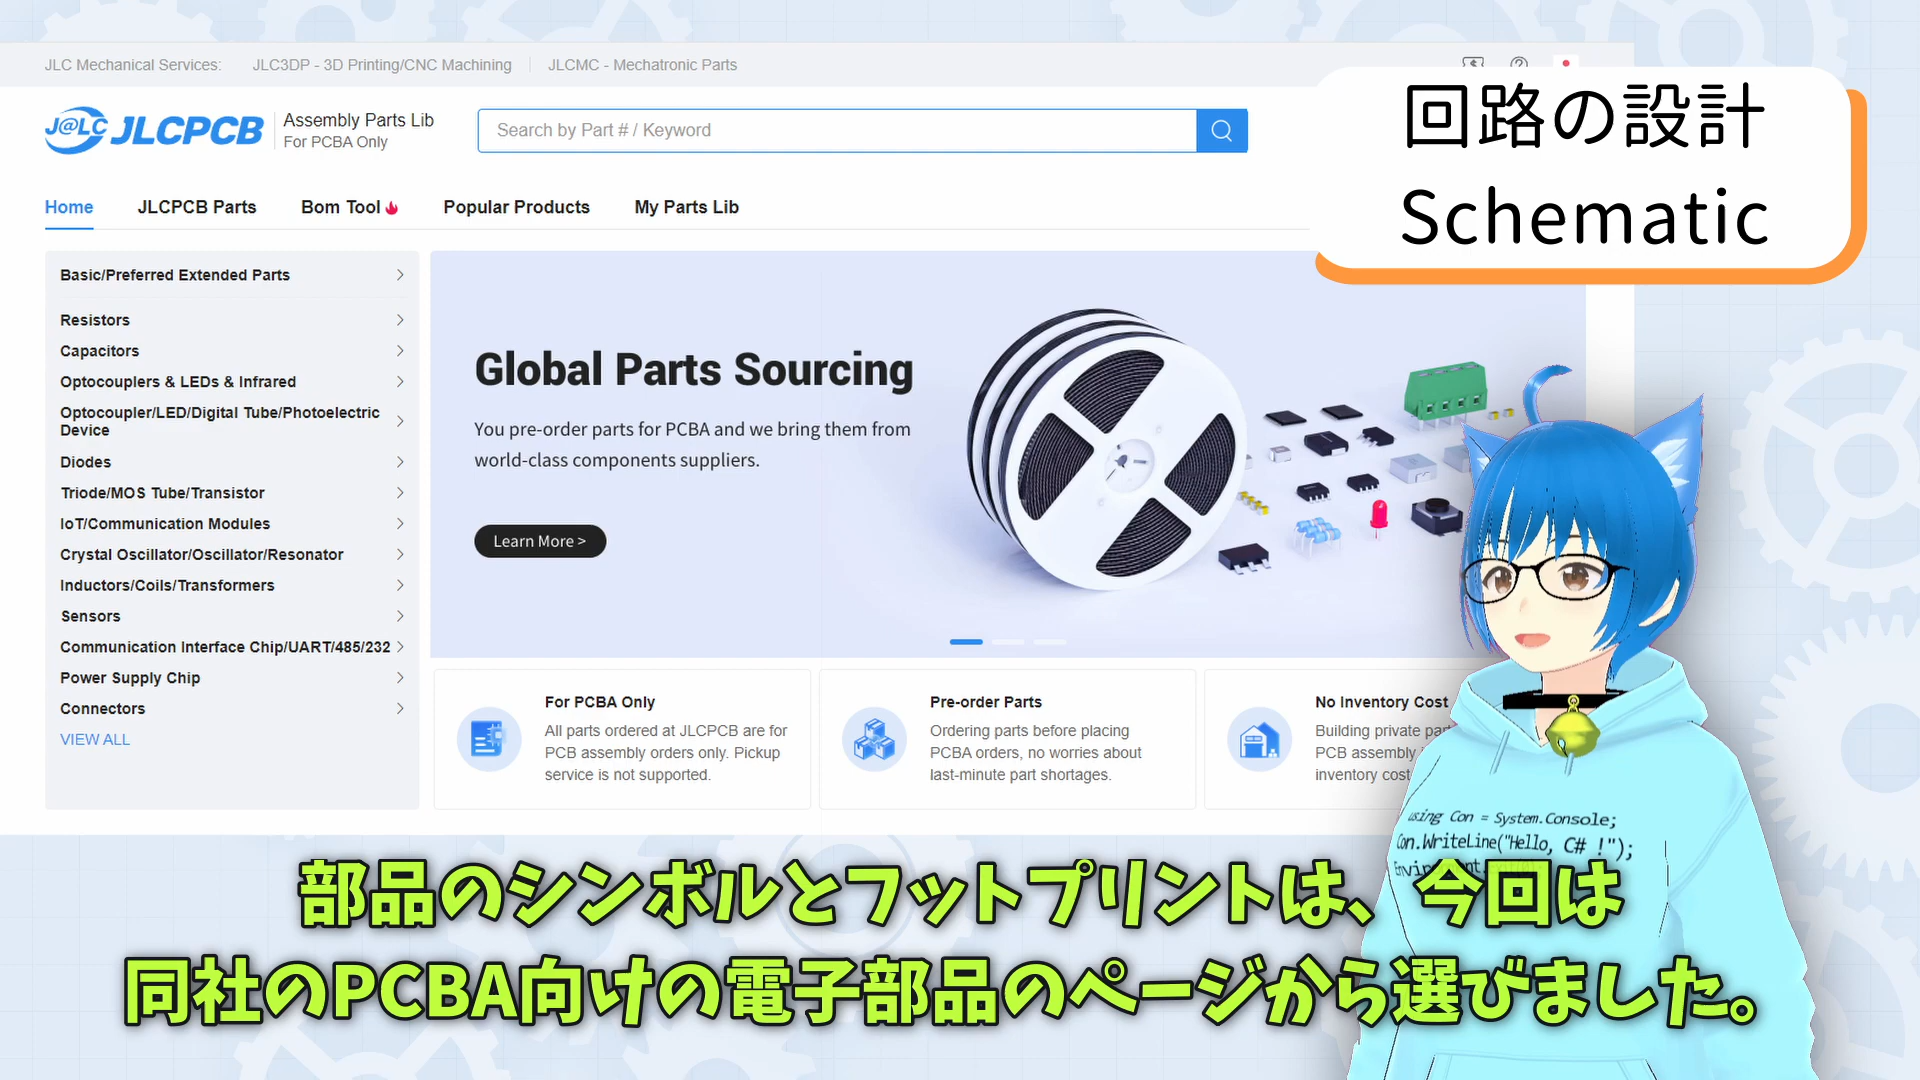 JLC Mechanical Services:
JLC3DP - 3D Printing/CNC Machining
JLCMC - Mechatronic Parts
J@LC JLCPCB
Assembly Parts Lib
For PCBA Only
Search by Part # / Keyword
回路の設計
Schematic
Home
JLCPCB Parts
Bom Tool
Popular Products
My Parts Lib
Basic/Preferred Extended Parts
Resistors
Capacitors
Optocouplers & LEDs & Infrared
Optocoupler/LED/Digital Tube/Photoelectric
Device
Diodes
Triode/MOS Tube/Transistor
IoT/Communication Modules
Crystal Oscillator/Oscillator/Resonator
Inductors/Coils/Transformers
Sensors
Communication Interface Chip/UART/485/232
Power Supply Chip
Connectors
VIEW ALL
Global Parts Sourcing
You pre-order parts for PCBA and we bring them from
world-class components suppliers.
Learn More >
For PCBA Only
All parts ordered at JLCPCB are for
PCB assembly orders only. Pickup
service is not supported.
Pre-order Parts
Ordering parts before placing
PCBA orders, no worries about
last-minute part shortages.
No Inventory Cost
Building private
PCB assembly
inventory
using Con = System.Console;
Con.WriteLine("Hello, C# !");
部品のシンボルとフットプリントは、今回は
同社のPCBA向けの電子部品のページから選びました。